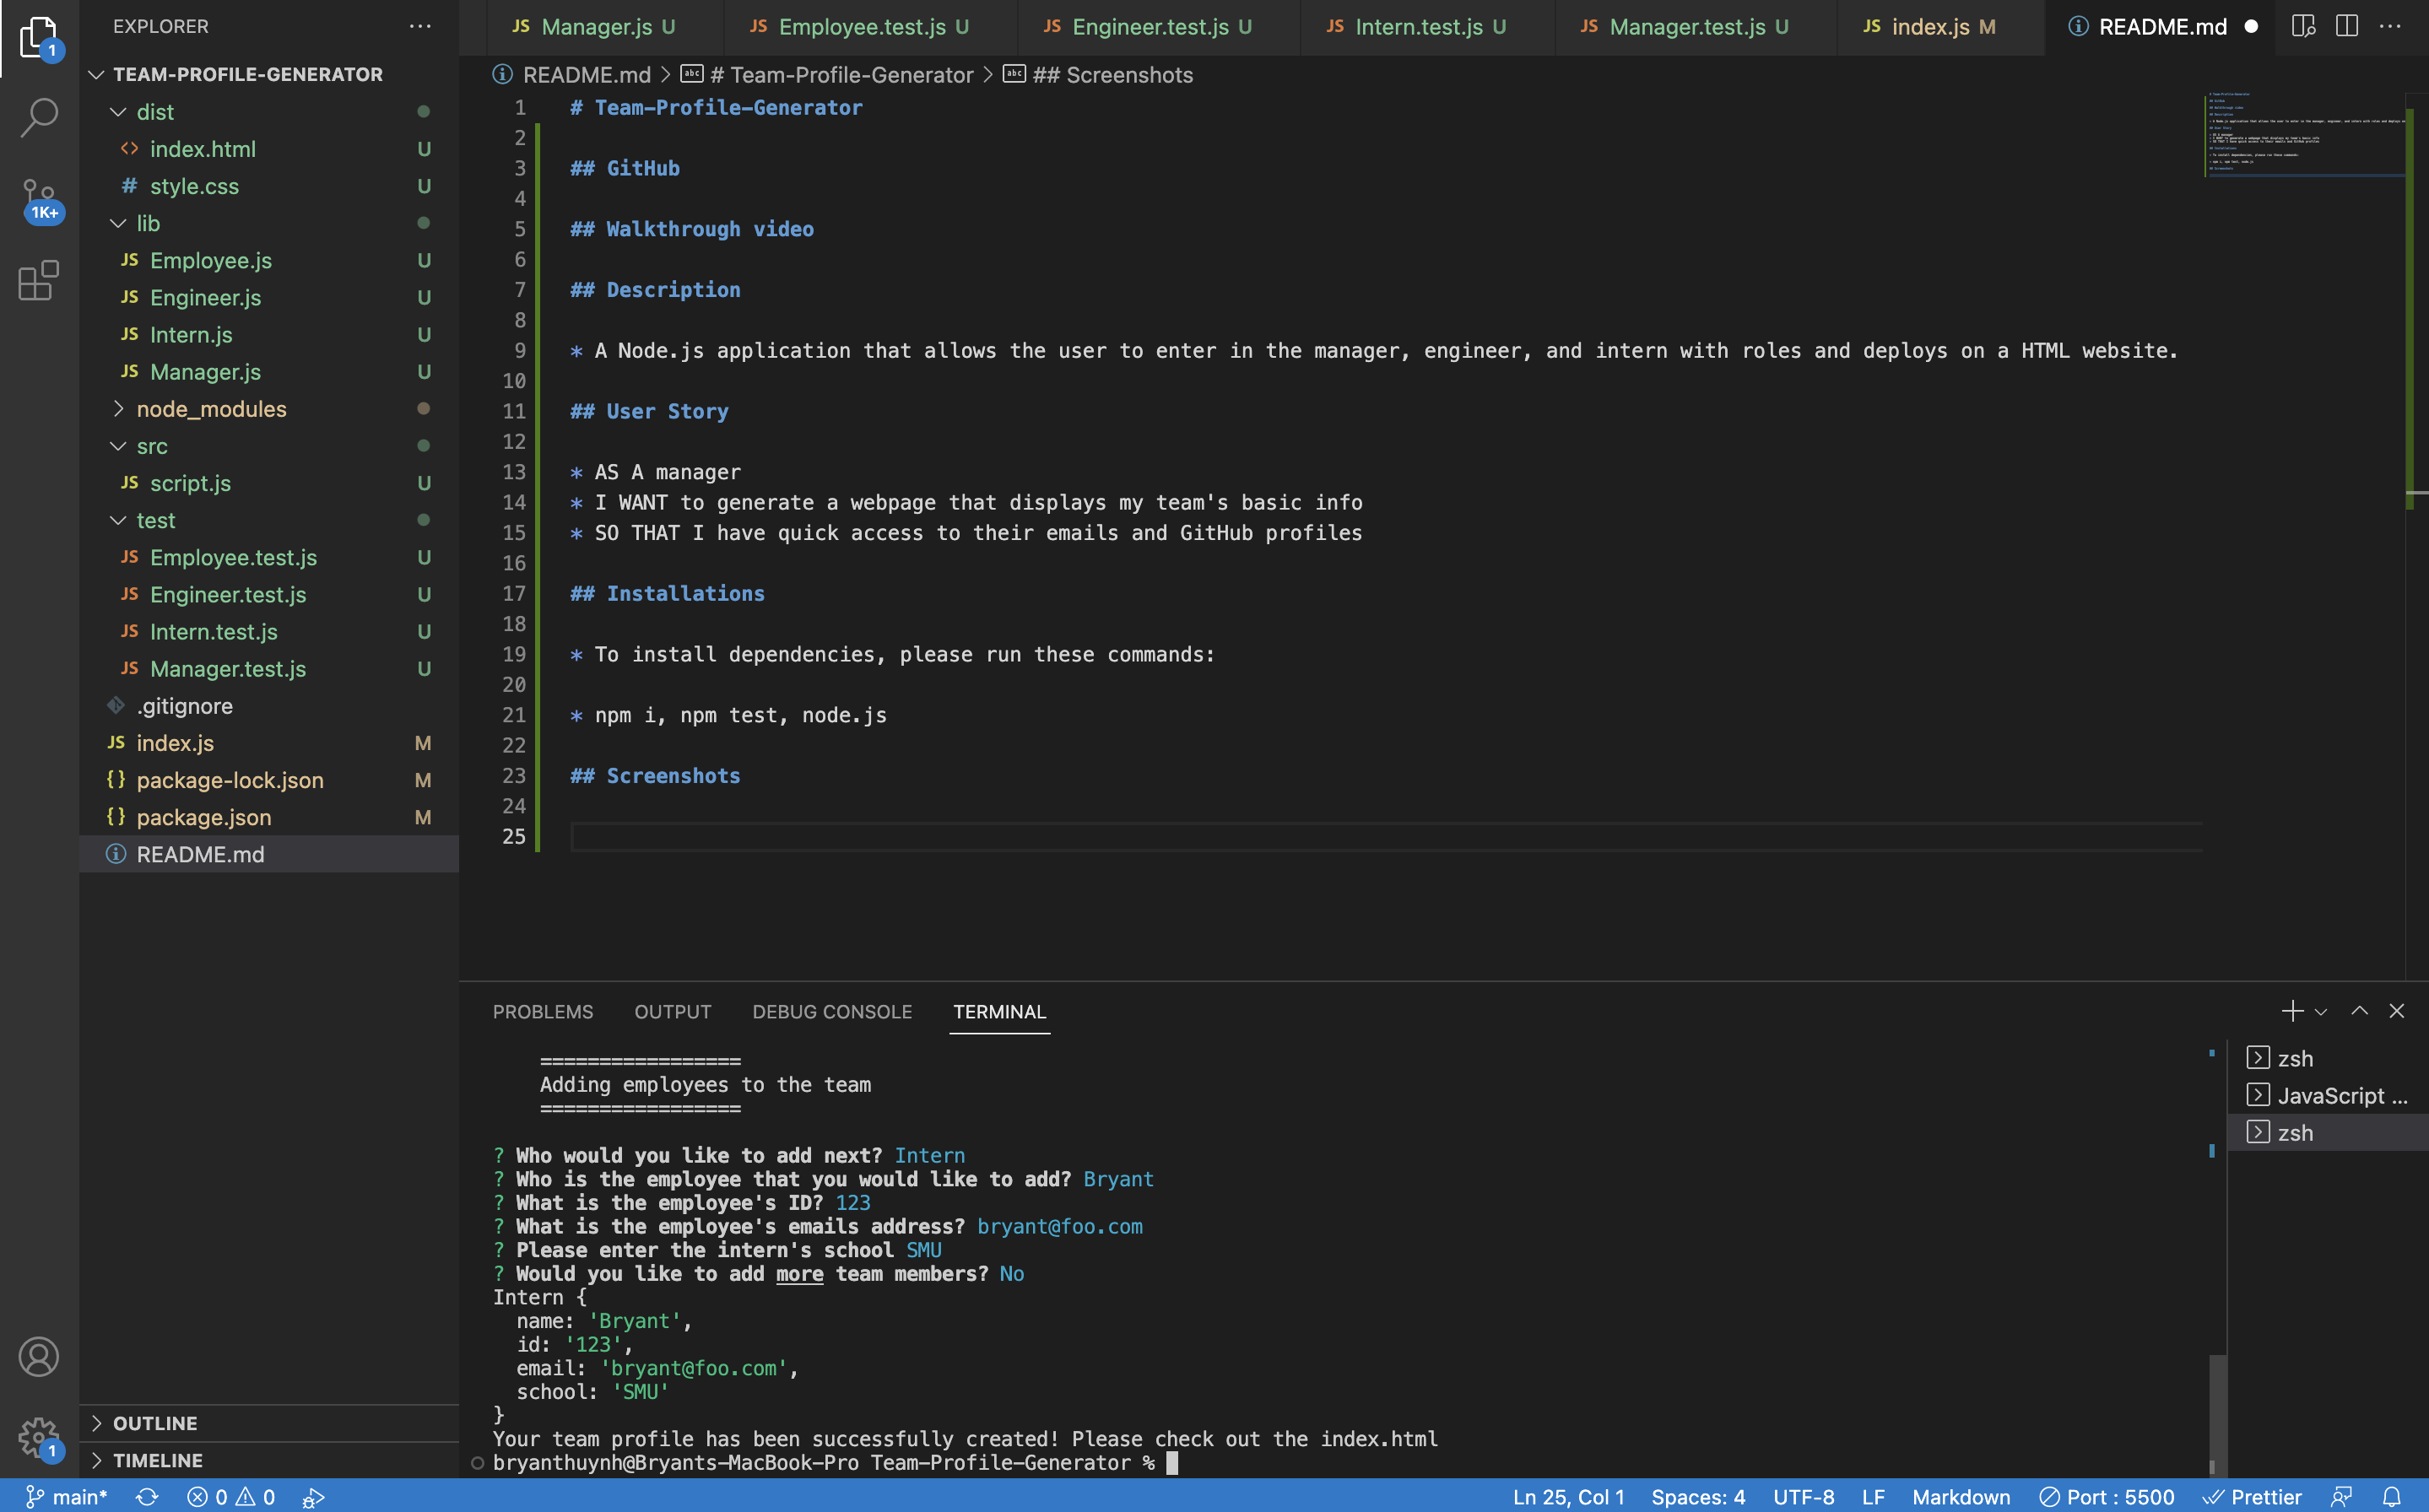 EXPLORER
TEAM-PROFILE-GENERATOR
dist
index.html U
style.css U
lib
Employee.js U
Engineer.js U
Intern.js U
Manager.js U
node_modules
src
script.js U
test
Employee.test.js U
Engineer.test.js U
Intern.test.js U
Manager.test.js U
.gitignore
index.js M
package-lock.json M
package.json M
README.md
OUTLINE
TIMELINE
1
1K+
1
JS Manager.js U JS Employee.test.js U JS Engineer.test.js U JS Intern.test.js U JS Manager.test.js U JS index.js M README.md
README.md > # Team-Profile-Generator > ## Screenshots
1 # Team-Profile-Generator
2
3 ## GitHub
4
5 ## Walkthrough video
6
7 ## Description
8
9 * A Node.js application that allows the user to enter in the manager, engineer, and intern with roles and deploys on a HTML website.
10
11 ## User Story
12
13 * AS A manager
14 * I WANT to generate a webpage that displays my team's basic info
15 * SO THAT I have quick access to their emails and GitHub profiles
16
17 ## Installations
18
19 * To install dependencies, please run these commands:
20
21 * npm i, npm test, node.js
22
23 ## Screenshots
24
25
PROBLEMS OUTPUT DEBUG CONSOLE TERMINAL
=================
Adding employees to the team
=================
? Who would you like to add next? Intern
? Who is the employee that you would like to add? Bryant
? What is the employee's ID? 123
? What is the employee's emails address? bryant@foo.com
? Please enter the intern's school SMU
? Would you like to add more team members? No
Intern {
name: 'Bryant',
id: '123',
email: 'bryant@foo.com',
school: 'SMU'
}
Your team profile has been successfully created! Please check out the index.html
bryanthuynh@Bryants-MacBook-Pro Team-Profile-Generator %
zsh
JavaScript ...
zsh
main* 0 0 Ln 25, Col 1 Spaces: 4 UTF-8 LF Markdown Port : 5500 Prettier